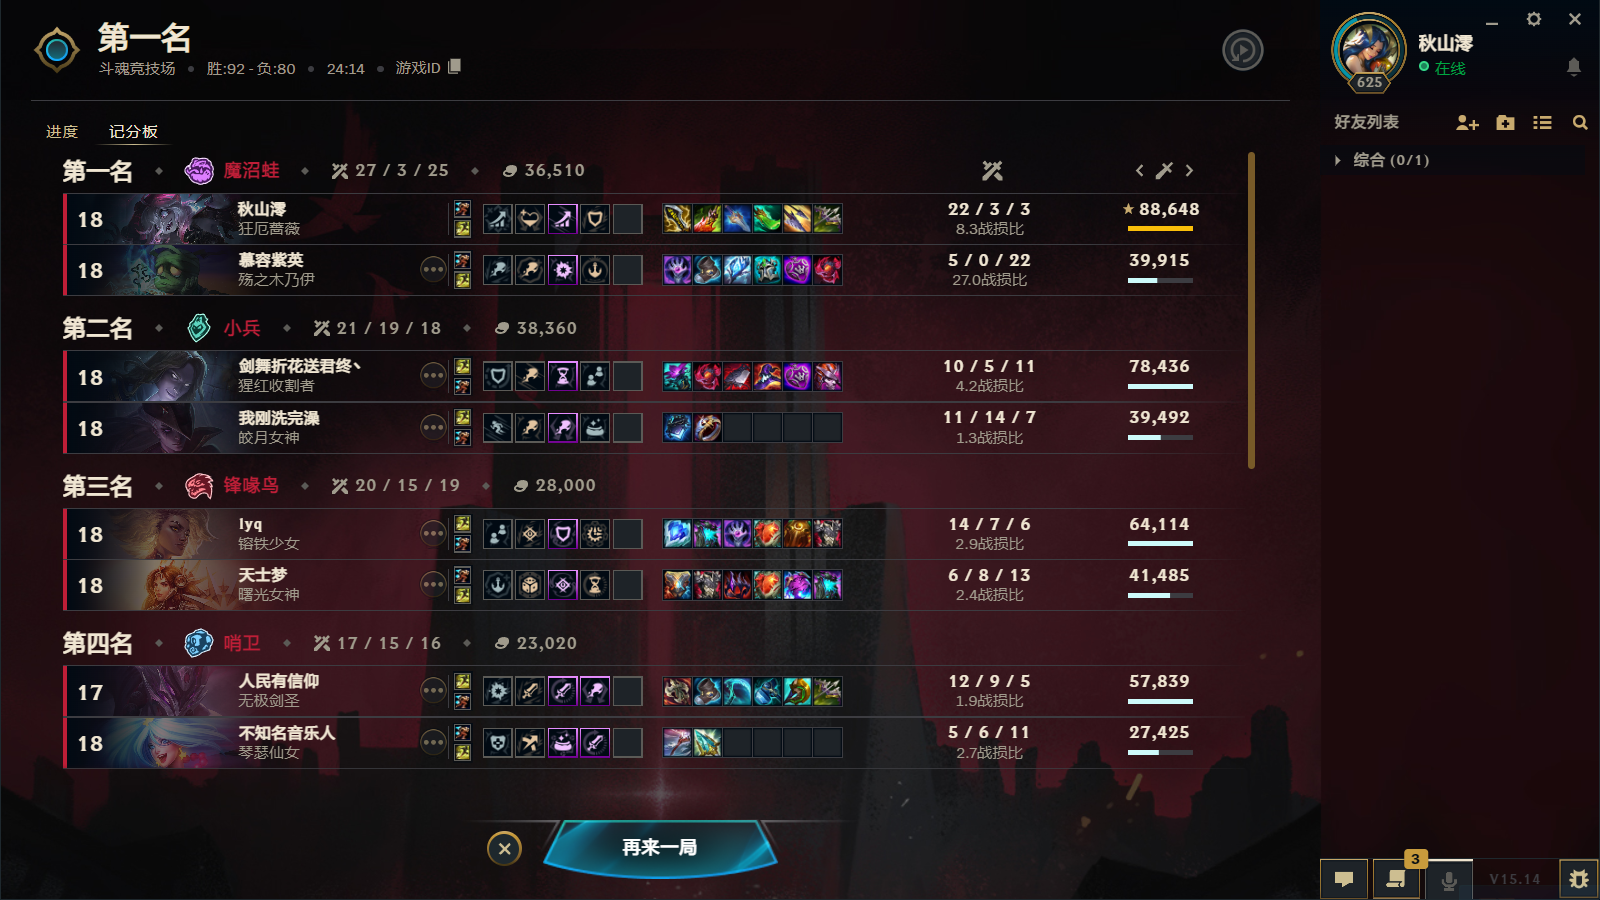 第一名
斗魂竞技场 胜:92 - 负:80 24:14 游戏ID
进度 记分板
第一名 魔沼蛙 27 / 3 / 25 36,510
18 秋山澪 22 / 3 / 3 88,648
狂厄蔷薇 8.3战损比
18 慕容紫英 5 / 0 / 22 39,915
殇之木乃伊 27.0战损比
第二名 小兵 21 / 19 / 18 38,360
18 剑舞折花送君终丶 10 / 5 / 11 78,436
猩红收割者 4.2战损比
18 我刚洗完澡 11 / 14 / 7 39,492
皎月女神 1.3战损比
第三名 锋喙鸟 20 / 15 / 19 28,000
18 lyq 14 / 7 / 6 64,114
镕铁少女 2.9战损比
18 天士梦 6 / 8 / 13 41,485
曙光女神 2.4战损比
第四名 哨卫 17 / 15 / 16 23,020
17 人民有信仰 12 / 9 / 5 57,839
无极剑圣 1.9战损比
18 不知名音乐人 5 / 6 / 11 27,425
琴瑟仙女 2.7战损比
再来一局
秋山澪
625 在线
好友列表
综合 (0/1)
3
V15.14